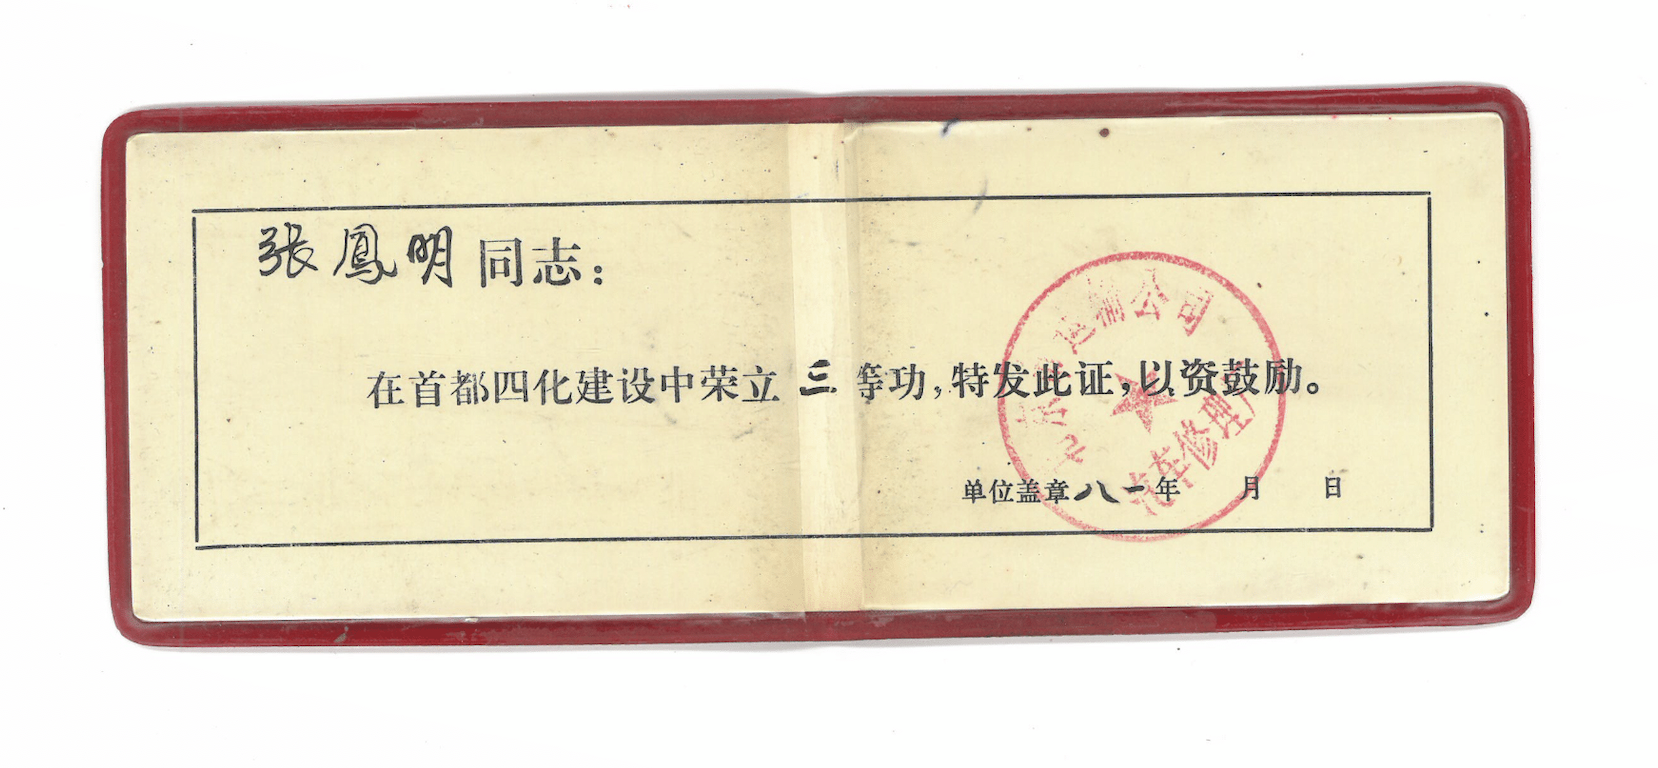 张鳳明同志：
在首都四化建设中荣立三等功，特发此证，以资鼓励。
单位盖章八一年 月 日
运输公司
汽车修理厂